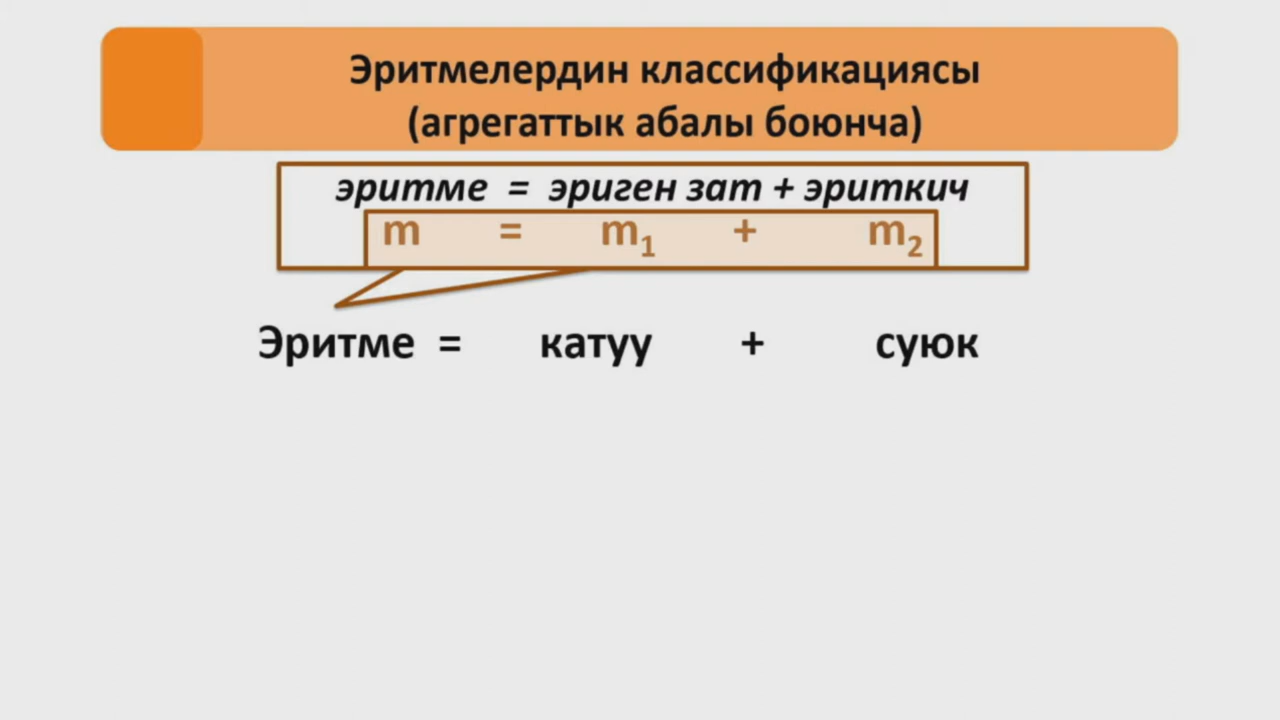 Эритмелердин классификациясы
(агрегаттык абалы боюнча)
эритме = эриген зат + эриткич
m = m₁ + m₂
Эритме = катуу + суюк